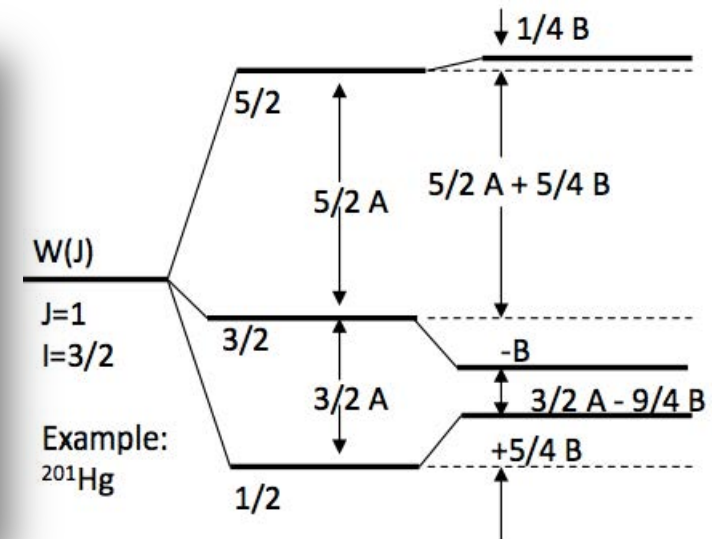 1/4 B
5/2
5/2 A
5/2 A + 5/4 B
W(J)
J=1
I=3/2
3/2
-B
3/2 A
3/2 A - 9/4 B
Example:
²⁰¹Hg
+5/4 B
1/2